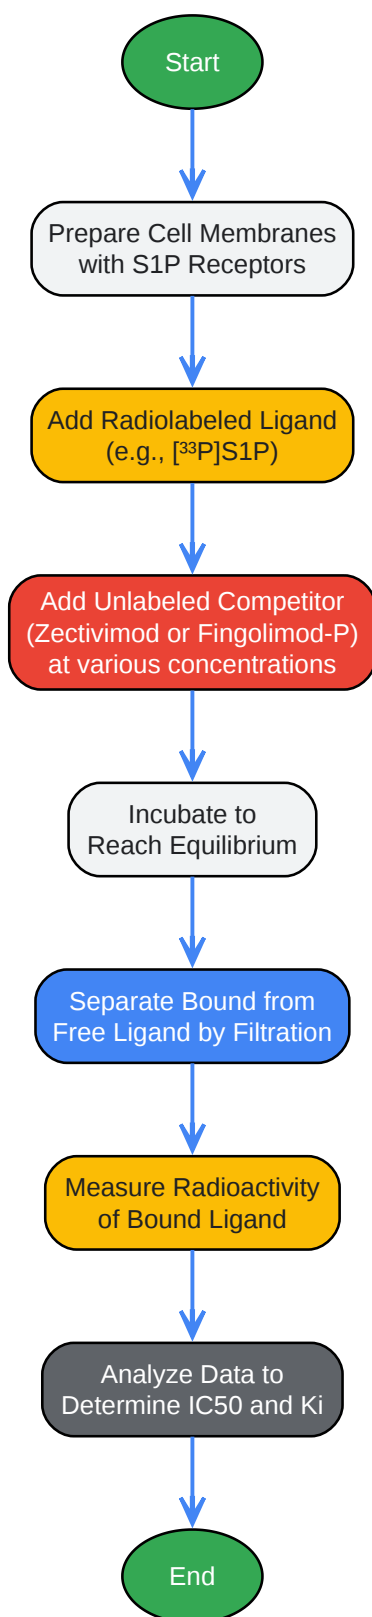 Start
Prepare Cell Membranes
with S1P Receptors
Add Radiolabeled Ligand
(e.g., [³³P]S1P)
Add Unlabeled Competitor
(Zectivimod or Fingolimod-P)
at various concentrations
Incubate to
Reach Equilibrium
Separate Bound from
Free Ligand by Filtration
Measure Radioactivity
of Bound Ligand
Analyze Data to
Determine IC50 and Ki
End